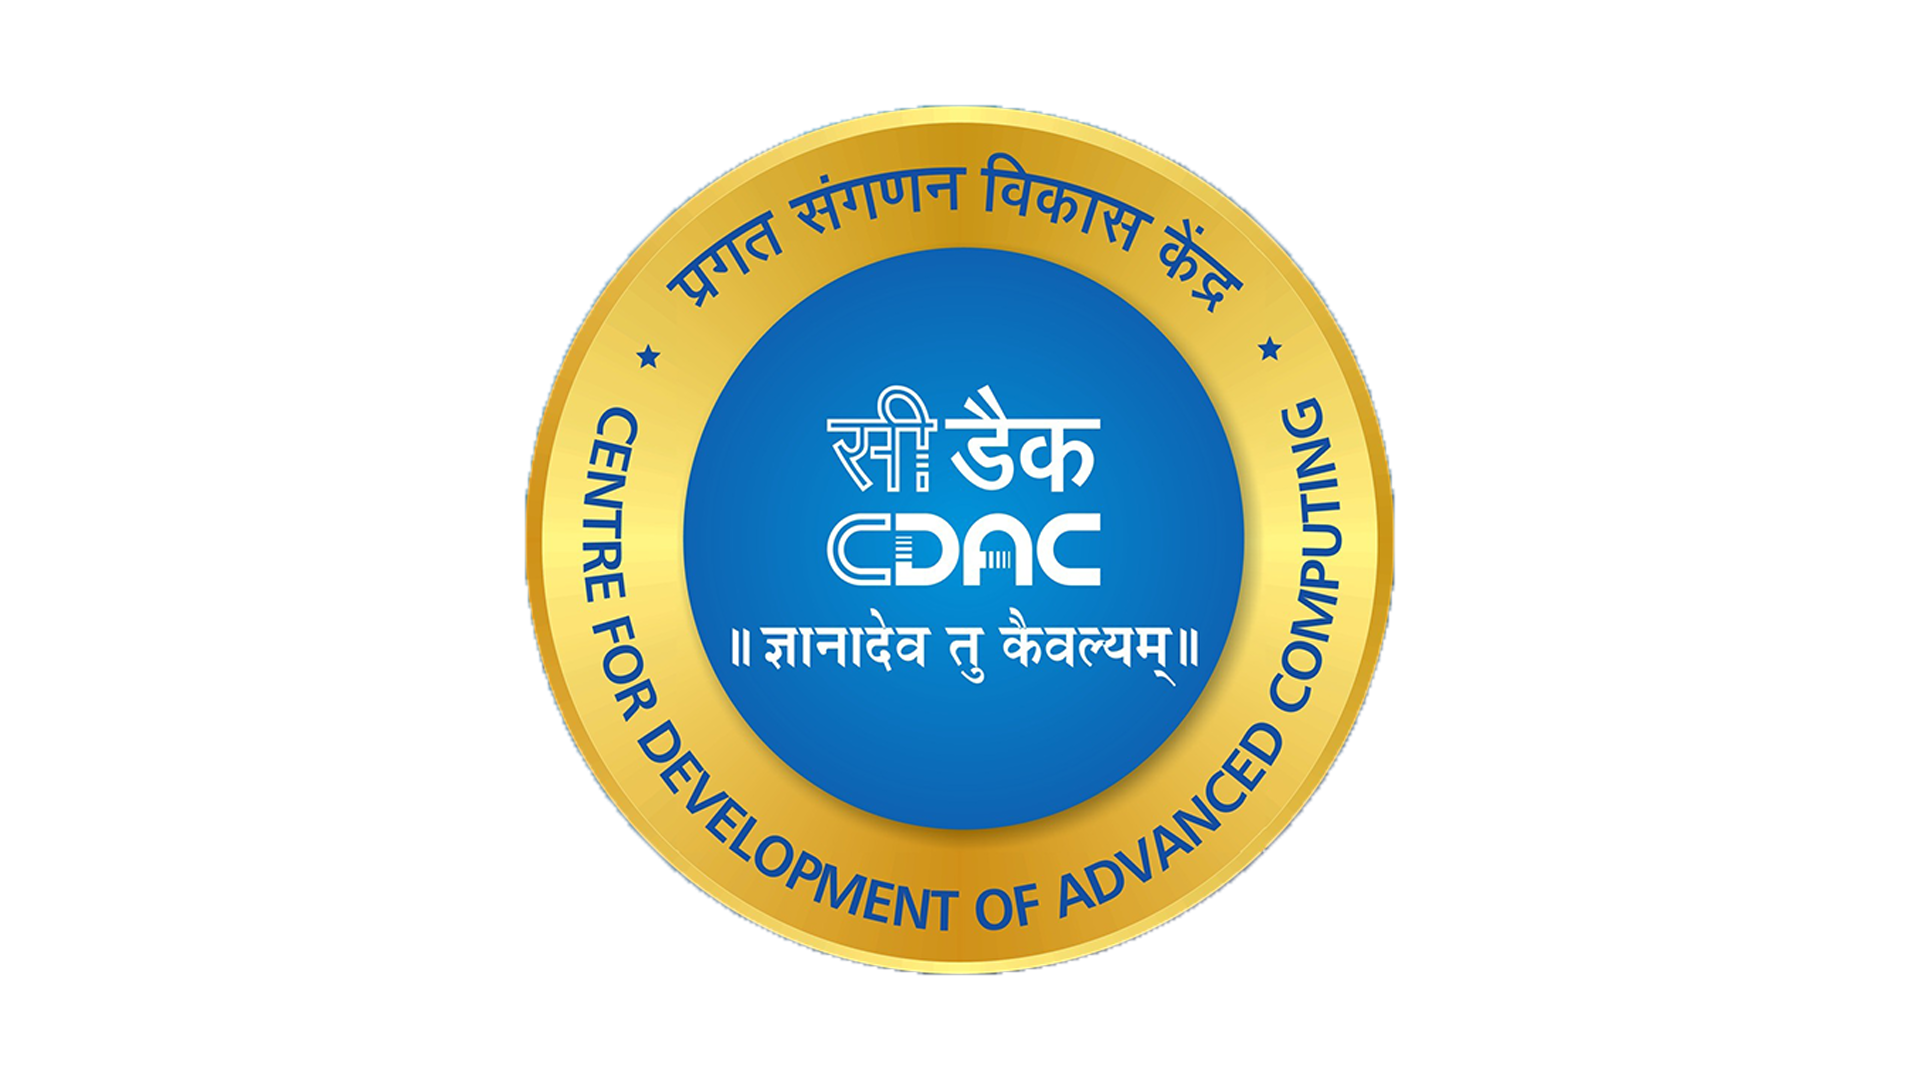 प्रगत संगणन विकास केंद्र
सी डैक
CDAC
॥ ज्ञानादेव तु कैवल्यम् ॥
CENTRE FOR DEVELOPMENT OF ADVANCED COMPUTING